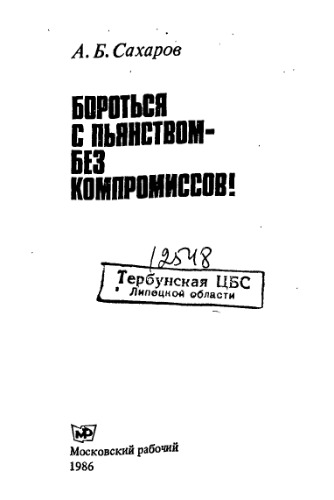 А. Б. Сахаров
БОРОТЬСЯ
С ПЬЯНСТВОМ-
БЕЗ
КОМПРОМИССОВ!
12548
Тербунская ЦБС
Липецкой области
МР
Московский рабочий
1986